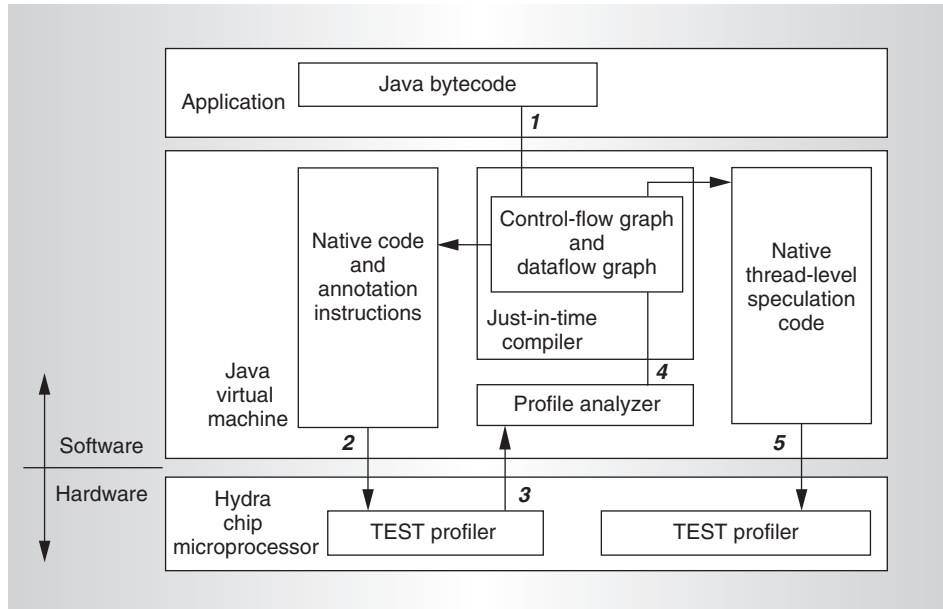 Java bytecode
Application
1
Control-flow graph
and
dataflow graph
Just-in-time
compiler
Native code
and
annotation
instructions
Native
thread-level
speculation
code
4
Java
virtual
machine
Profile analyzer
2
5
Software
Hardware
3
Hydra
chip
microprocessor
TEST profiler
TEST profiler